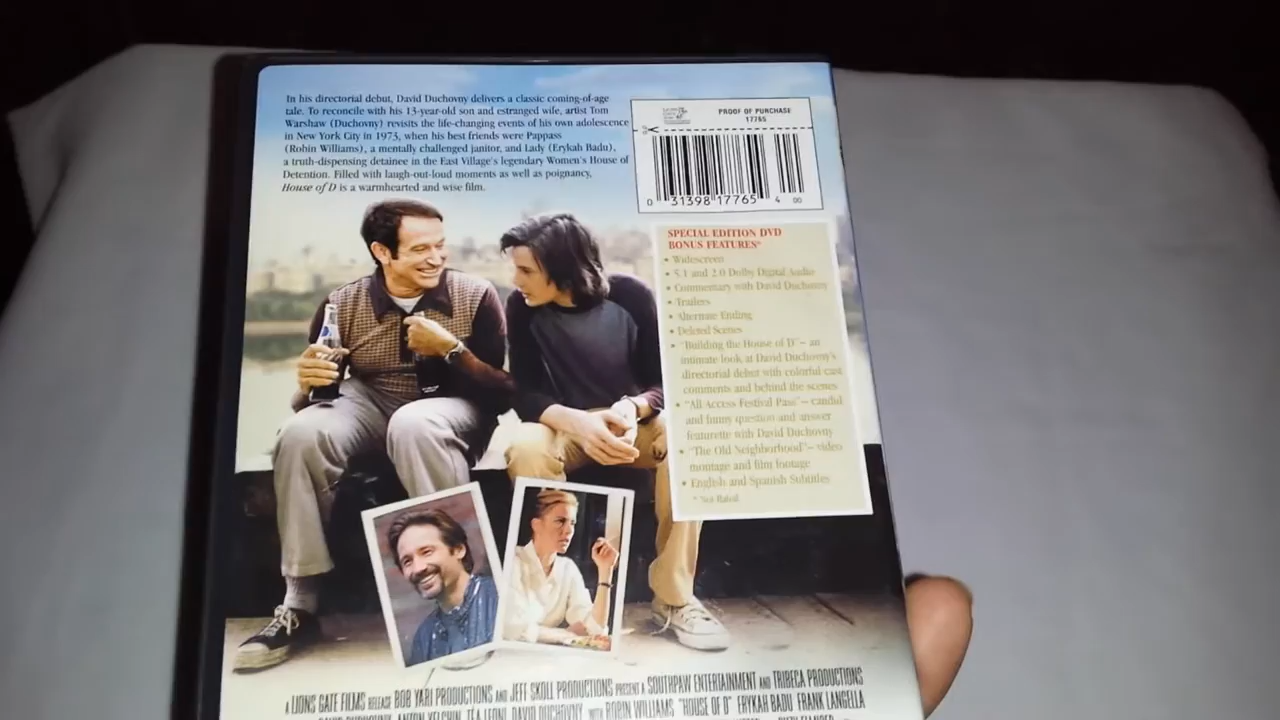 In his directorial debut, David Duchovny delivers a classic coming-of-age
tale. To reconcile with his 13-year-old son and estranged wife, artist Tom
Warshaw (Duchovny) revisits the life-changing events of his own adolescence
in New York City in 1973, when his best friends were Pappass
(Robin Williams), a mentally challenged janitor, and Lady (Erykah Badu),
a truth-dispensing detainee in the East Village's legendary Women's House of
Detention. Filled with laugh-out-loud moments as well as poignancy,
House of D is a warmhearted and wise film.
PROOF OF PURCHASE
17765
0 31398 17765 4 00
SPECIAL EDITION DVD
BONUS FEATURES*
• Widescreen
• 5.1 and 2.0 Dolby Digital Audio
• Commentary with David Duchovny
• Trailers
• Alternate Ending
• Deleted Scenes
• "Building the House of D" – an
intimate look at David Duchovny's
directorial debut with colorful cast
comments and behind the scenes
• "All Access Festival Pass" – candid
and funny question and answer
featurette with David Duchovny
• "The Old Neighborhood" – video
montage and film footage
• English and Spanish Subtitles
* Not Rated
A LIONS GATE FILMS RELEASE BOB YARI PRODUCTIONS AND JEFF SKOLL PRODUCTIONS PRESENT A SOUTHPAW ENTERTAINMENT AND TRIBECA PRODUCTIONS
DAVID DUCHOVNY ANTON YELCHIN TÉA LEONI DAVID DUCHOVNY WITH ROBIN WILLIAMS "HOUSE OF D" ERYKAH BADU FRANK LANGELLA